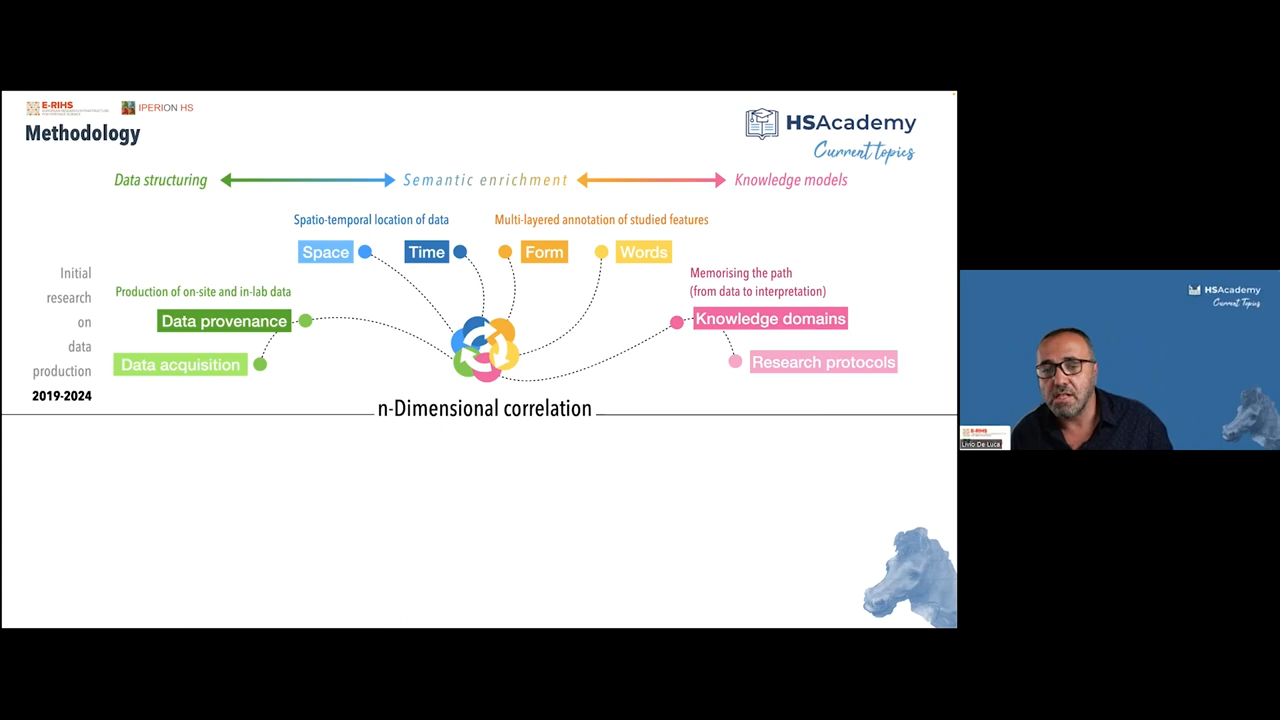 E-RIHS
IPERION HS
Methodology
HSAcademy
Current topics
Data structuring
Semantic enrichment
Knowledge models
Spatio-temporal location of data
Multi-layered annotation of studied features
Space
Time
Form
Words
Initial
research
on
data
production
2019-2024
Production of on-site and in-lab data
Data provenance
Data acquisition
Memorising the path
(from data to interpretation)
Knowledge domains
Research protocols
n-Dimensional correlation
HSAcademy
Current Topics
E-RIHS
Livio De Luca